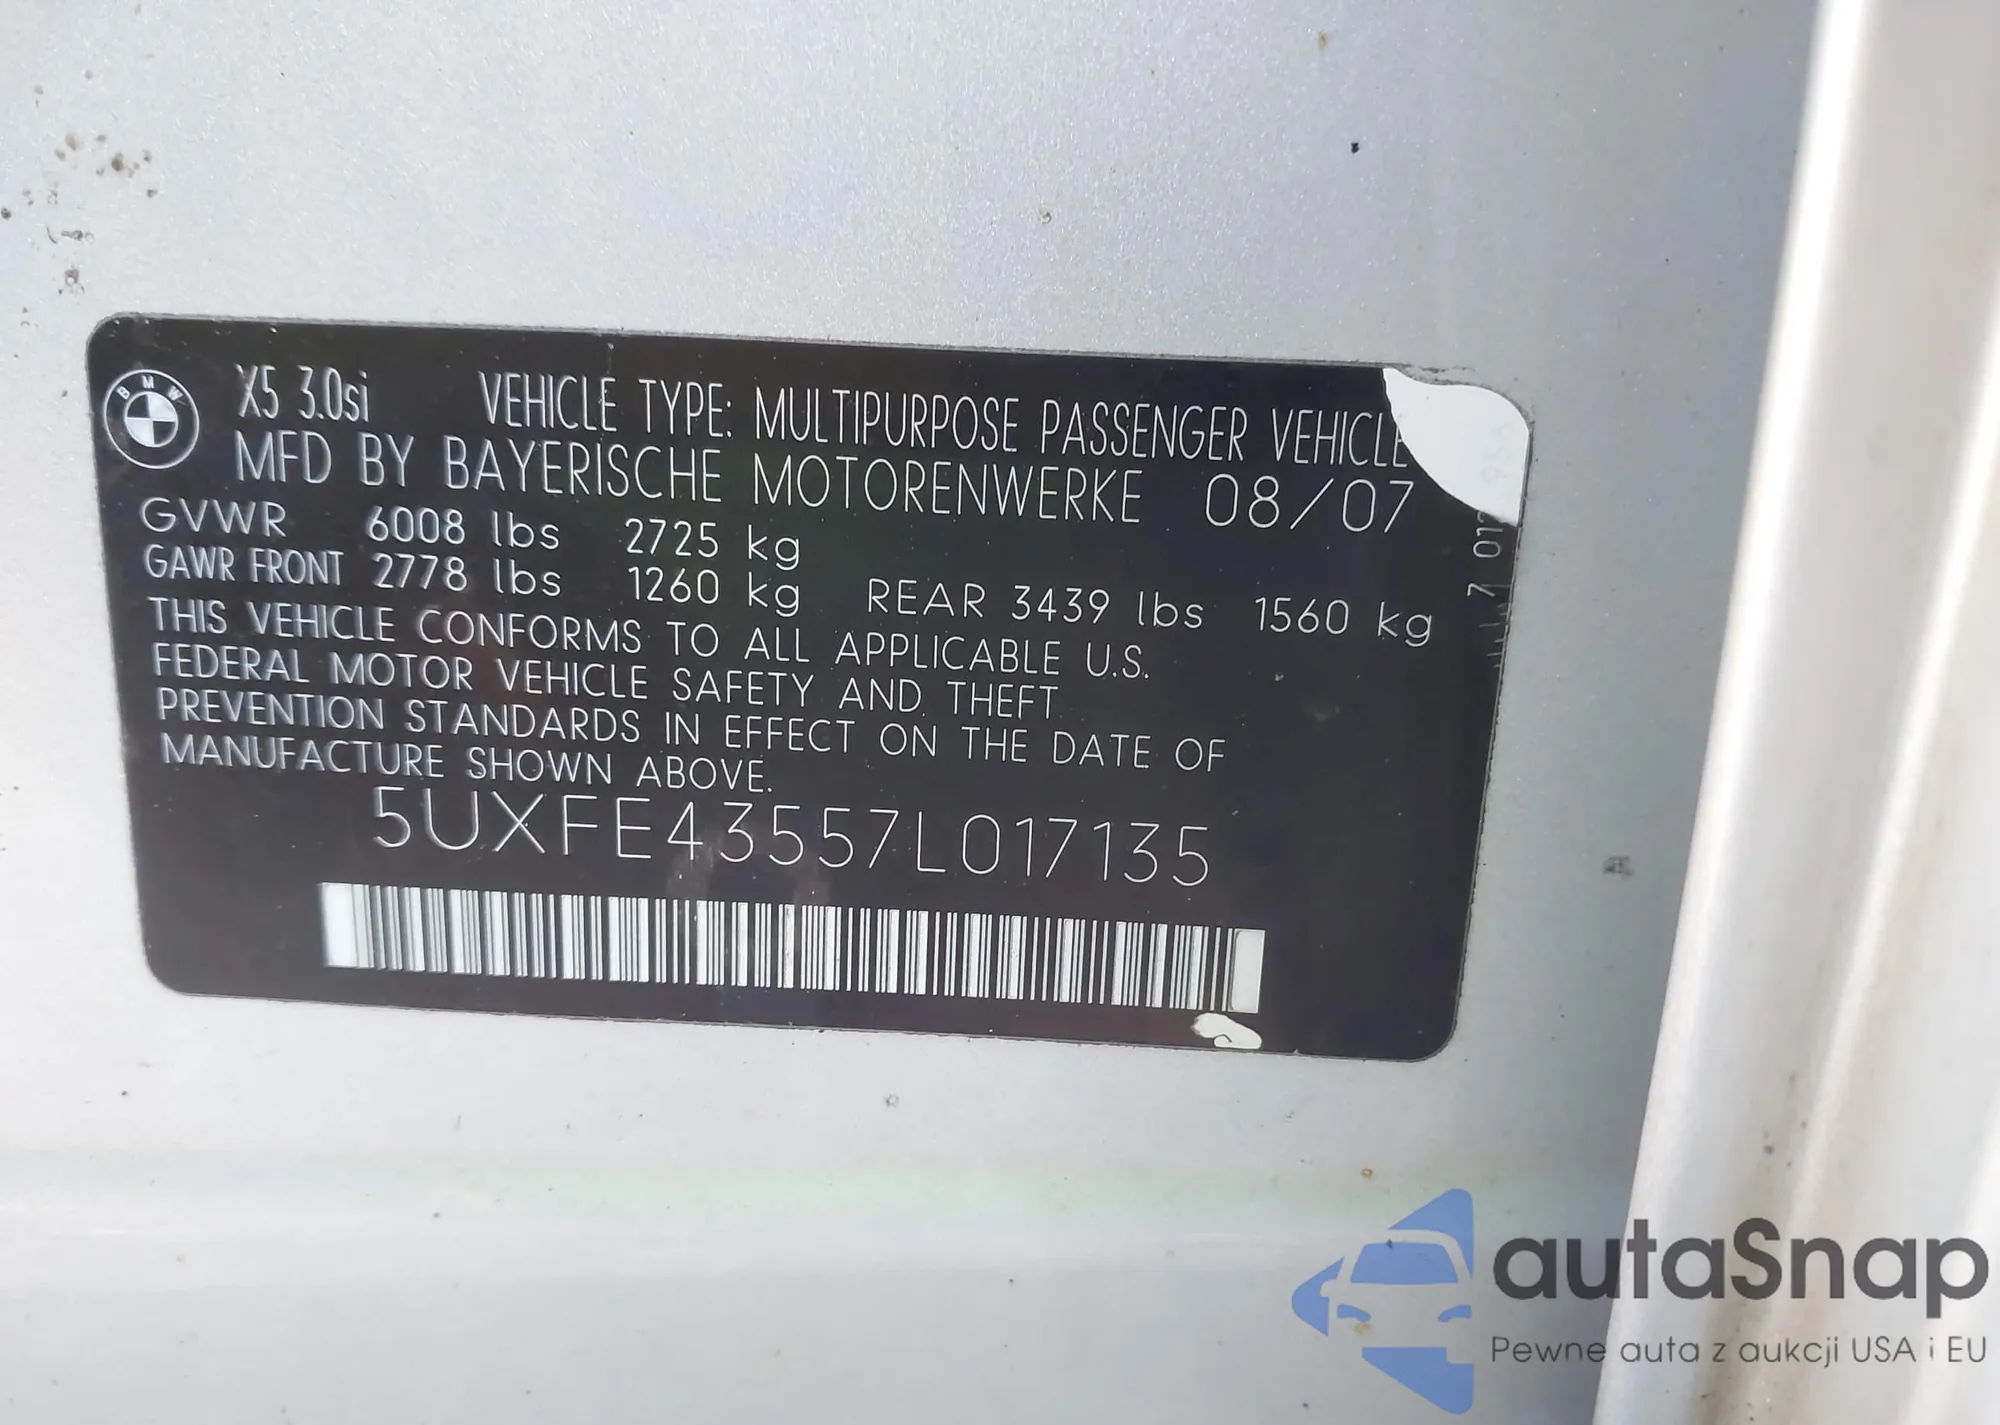 BMW
X5 3.0si VEHICLE TYPE: MULTIPURPOSE PASSENGER VEHICLE
MFD BY BAYERISCHE MOTORENWERKE 08/07
GVWR 6008 lbs 2725 kg
GAWR FRONT 2778 lbs 1260 kg REAR 3439 lbs 1560 kg
THIS VEHICLE CONFORMS TO ALL APPLICABLE U.S.
FEDERAL MOTOR VEHICLE SAFETY AND THEFT
PREVENTION STANDARDS IN EFFECT ON THE DATE OF
MANUFACTURE SHOWN ABOVE.
5UXFE43557L017135
autaSnap
Pewne auta z aukcji USA i EU